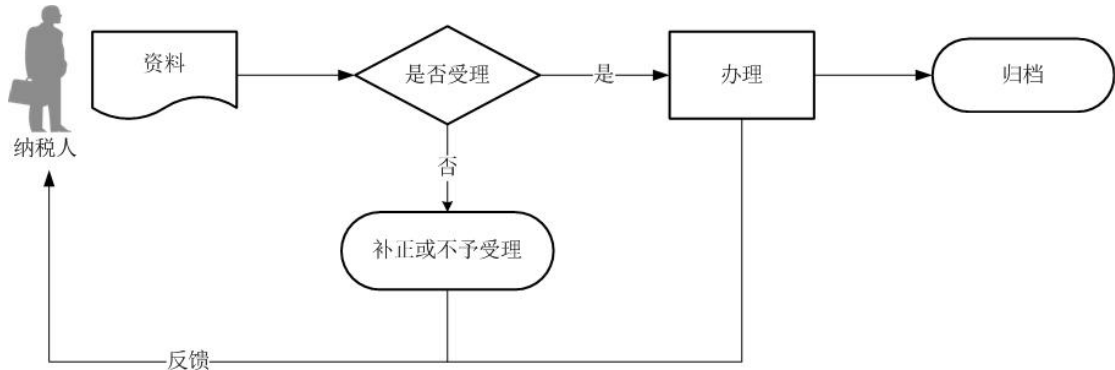 纳税人
资料
是否受理
是
办理
归档
否
补正或不予受理
反馈